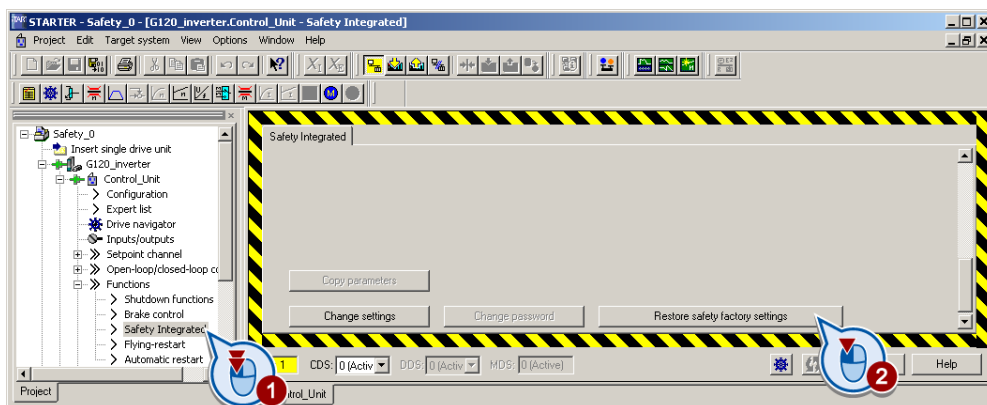 STARTER - Safety_0 - [G120_inverter.Control_Unit - Safety Integrated]
Project Edit Target system View Options Window Help
Safety_0
Insert single drive unit
G120_inverter
Control_Unit
Configuration
Expert list
Drive navigator
Inputs/outputs
Setpoint channel
Open-loop/closed-loop co
Functions
Shutdown functions
Brake control
Safety Integrated
Flying-restart
Automatic restart
Project
Safety Integrated
Copy parameters
Change settings Change password Restore safety factory settings
1 CDS: 0 (Activ DDS: 0 (Activ MDS: 0 (Active) Help
trol_Unit
1
2